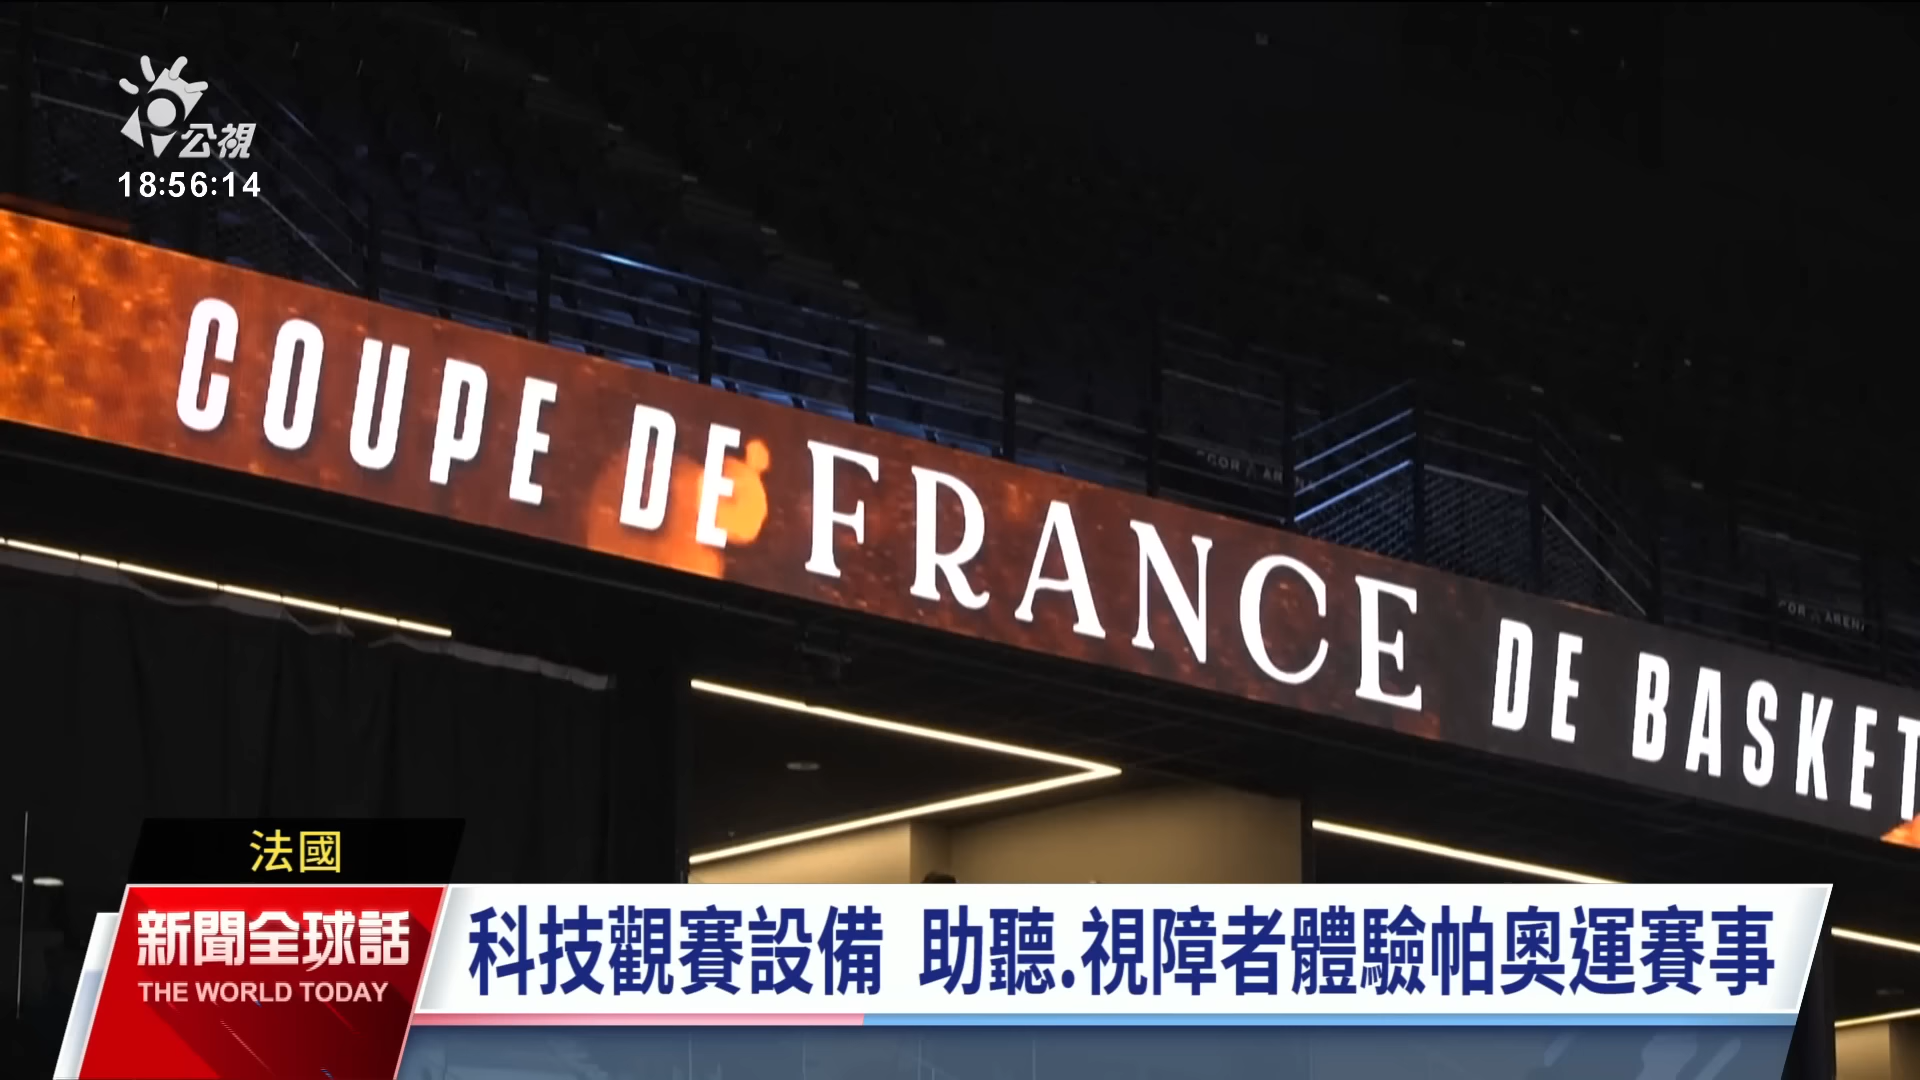 公視
18:56:14
COUPE DE FRANCE DE BASKET
法國
新聞全球話
THE WORLD TODAY
科技觀賽設備 助聽.視障者體驗帕奧運賽事